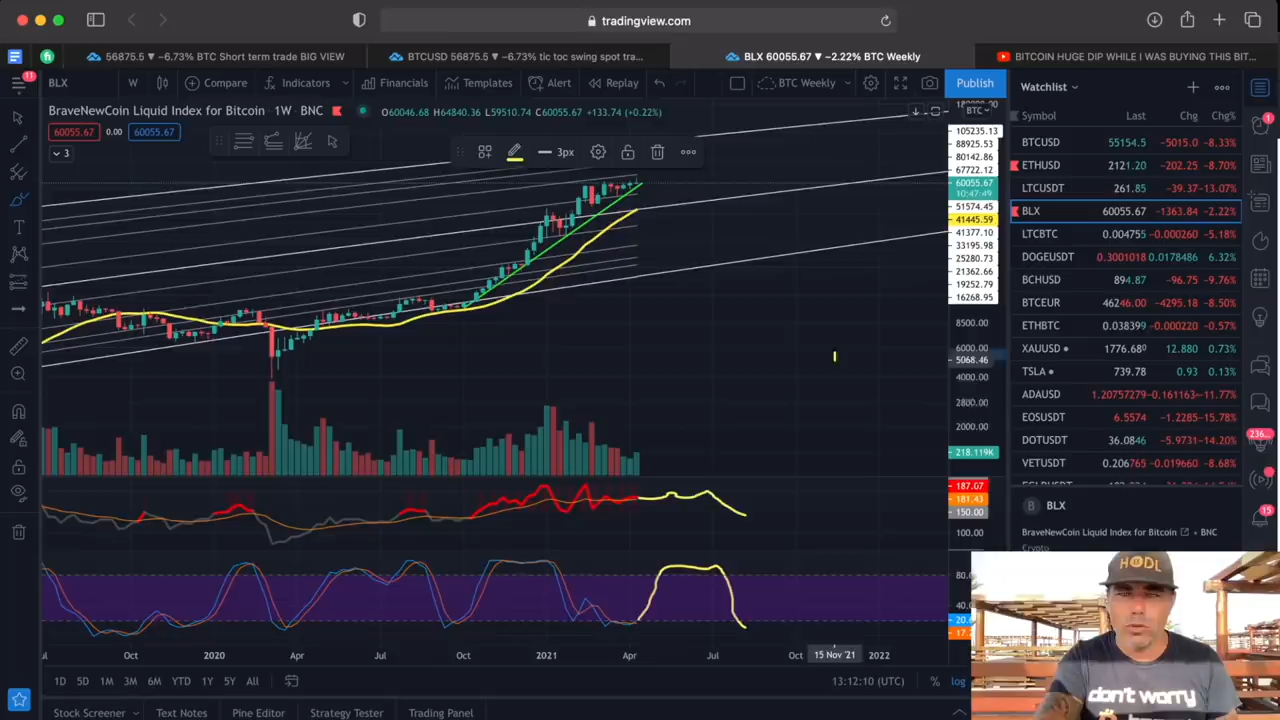 tradingview.com
56875.5 ▼ −6.73% BTC Short term trade BIG VIEW
BTCUSD 56875.5 ▼ −6.73% tic toc swing spot tra...
BLX 60055.67 ▼ −2.22% BTC Weekly
BITCOIN HUGE DIP WHILE I WAS BUYING THIS BIT...
11
BLX
W
Compare
Indicators
Financials
Templates
Alert
Replay
BTC Weekly
Publish
Watchlist
BraveNewCoin Liquid Index for Bitcoin · 1W · BNC
O60046.68 H64840.36 L59510.74 C60055.67 +133.74 (+0.22%)
60055.67 0.00 60055.67
3
3px
BTC
105235.13
88925.53
80142.86
67722.12
60055.67
10:47:49
51574.45
41445.59
41377.10
33195.98
25280.73
21362.66
19252.79
16268.95
8500.00
6000.00
5068.46
4000.00
2800.00
2000.00
218.119K
187.07
181.43
150.00
100.00
80.0
40.0
Symbol Last Chg Chg%
BTCUSD 55154.5 −5015.0 −8.33%
ETHUSD 2121.20 −202.25 −8.70%
LTCUSDT 261.85 −39.37 −13.07%
BLX 60055.67 −1363.84 −2.22%
LTCBTC 0.004755 −0.000260 −5.18%
DOGEUSDT 0.3001018 0.0178486 6.32%
BCHUSD 894.87 −96.75 −9.76%
BTCEUR 46246.00 −4295.18 −8.50%
ETHBTC 0.038399 −0.000220 −0.57%
XAUUSD 1776.680 12.880 0.73%
TSLA 739.78 0.93 0.13%
ADAUSD 1.20757279 −0.161163 −11.77%
EOSUSDT 6.5574 −1.2285 −15.78%
DOTUSDT 36.0846 −5.9731 −14.20%
VETUSDT 0.206765 −0.019660 −8.68%
B BLX
BraveNewCoin Liquid Index for Bitcoin BNC
Crypto
1
236...
15
Oct 2020 Apr Jul Oct 2021 Apr Jul Oct 15 Nov '21 2022
1D 5D 1M 3M 6M YTD 1Y 5Y All
13:12:10 (UTC) % log
Stock Screener Text Notes Pine Editor Strategy Tester Trading Panel
HODL
don't worry